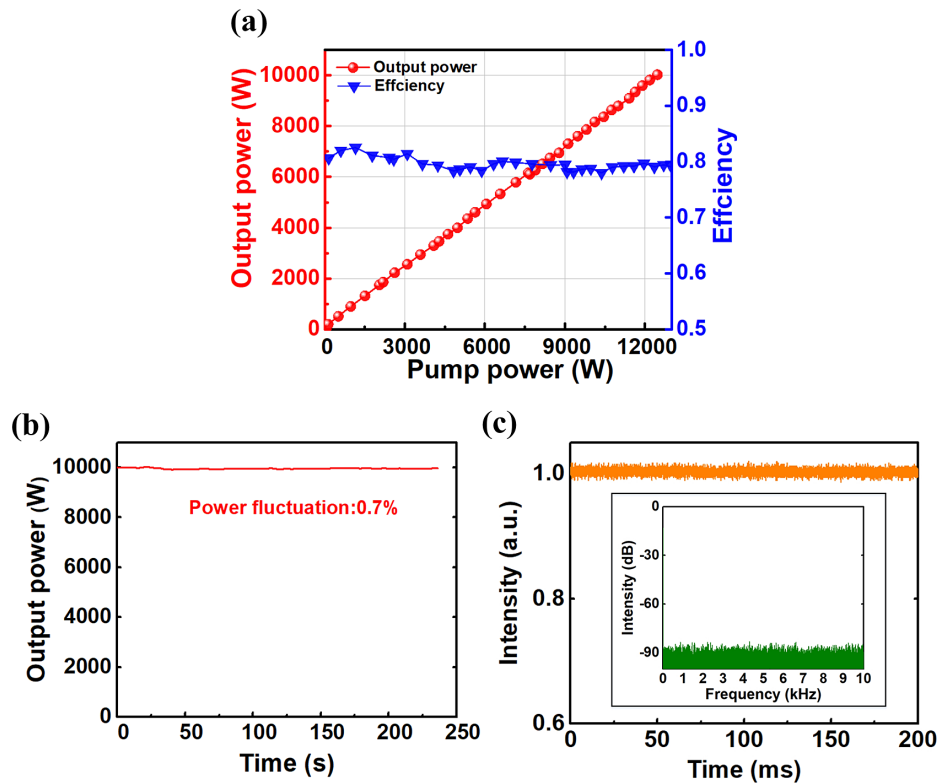 (a)
Output power (W)
10000
8000
6000
4000
2000
0
Output power
Effciency
1.0
0.9
0.8
0.7
0.6
0.5
Effciency
0 3000 6000 9000 12000
Pump power (W)
(b)
Output power (W)
10000
8000
6000
4000
2000
0
Power fluctuation:0.7%
0 50 100 150 200 250
Time (s)
(c)
Intensity (a.u.)
1.0
0.8
0.6
Intensity (dB)
0
-30
-60
-90
0 1 2 3 4 5 6 7 8 9 10
Frequency (kHz)
0 50 100 150 200
Time (ms)